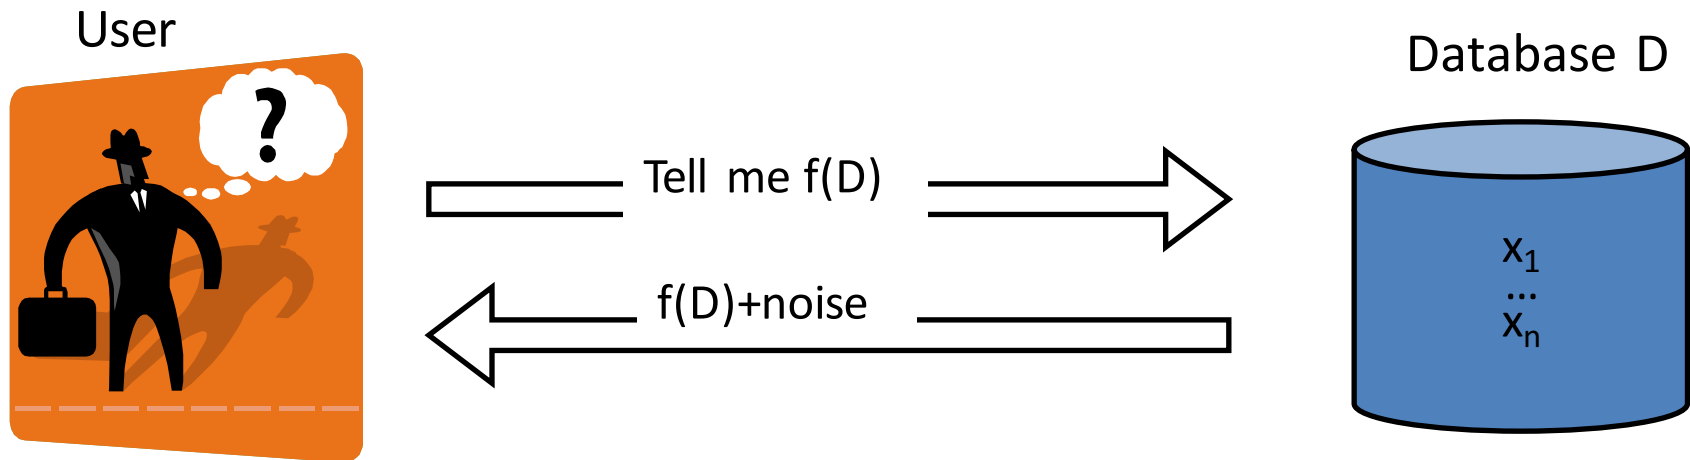 User
?
Database D
Tell me f(D)
f(D)+noise
x₁
...
xₙ